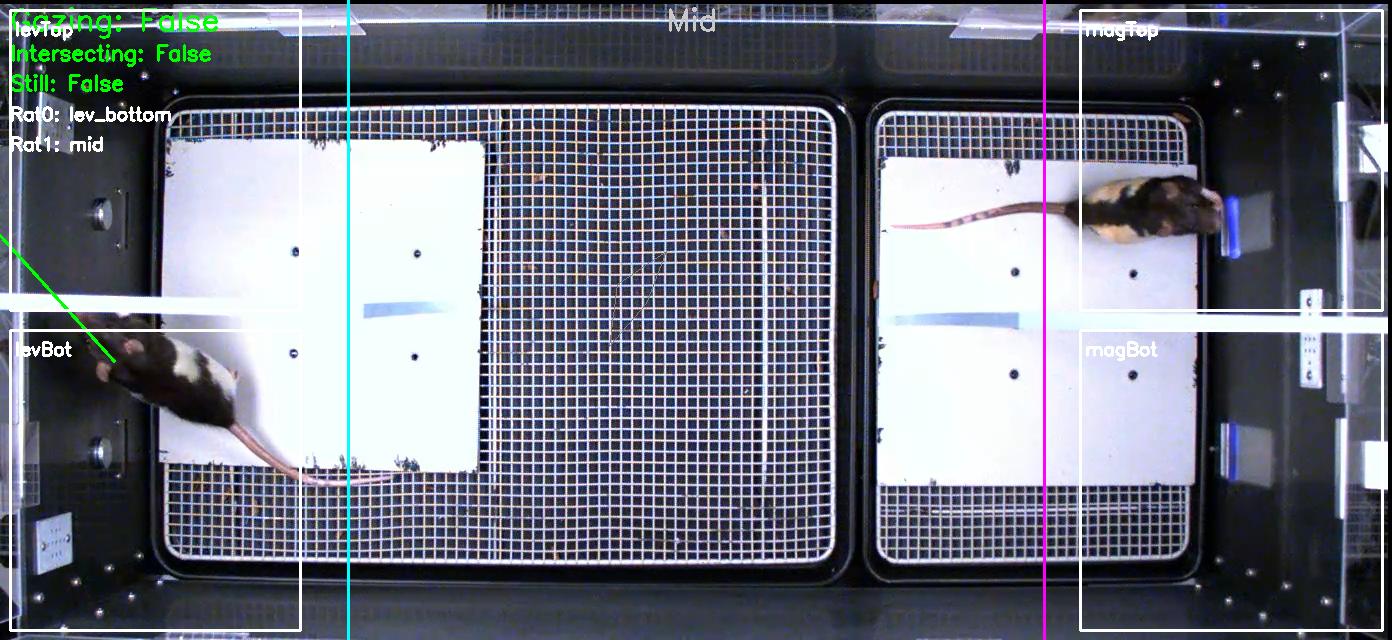 Gazing: False
levTop
Intersecting: False
Still: False
Rat0: lev_bottom
Rat1: mid
Mid
magTop
levBot
magBot